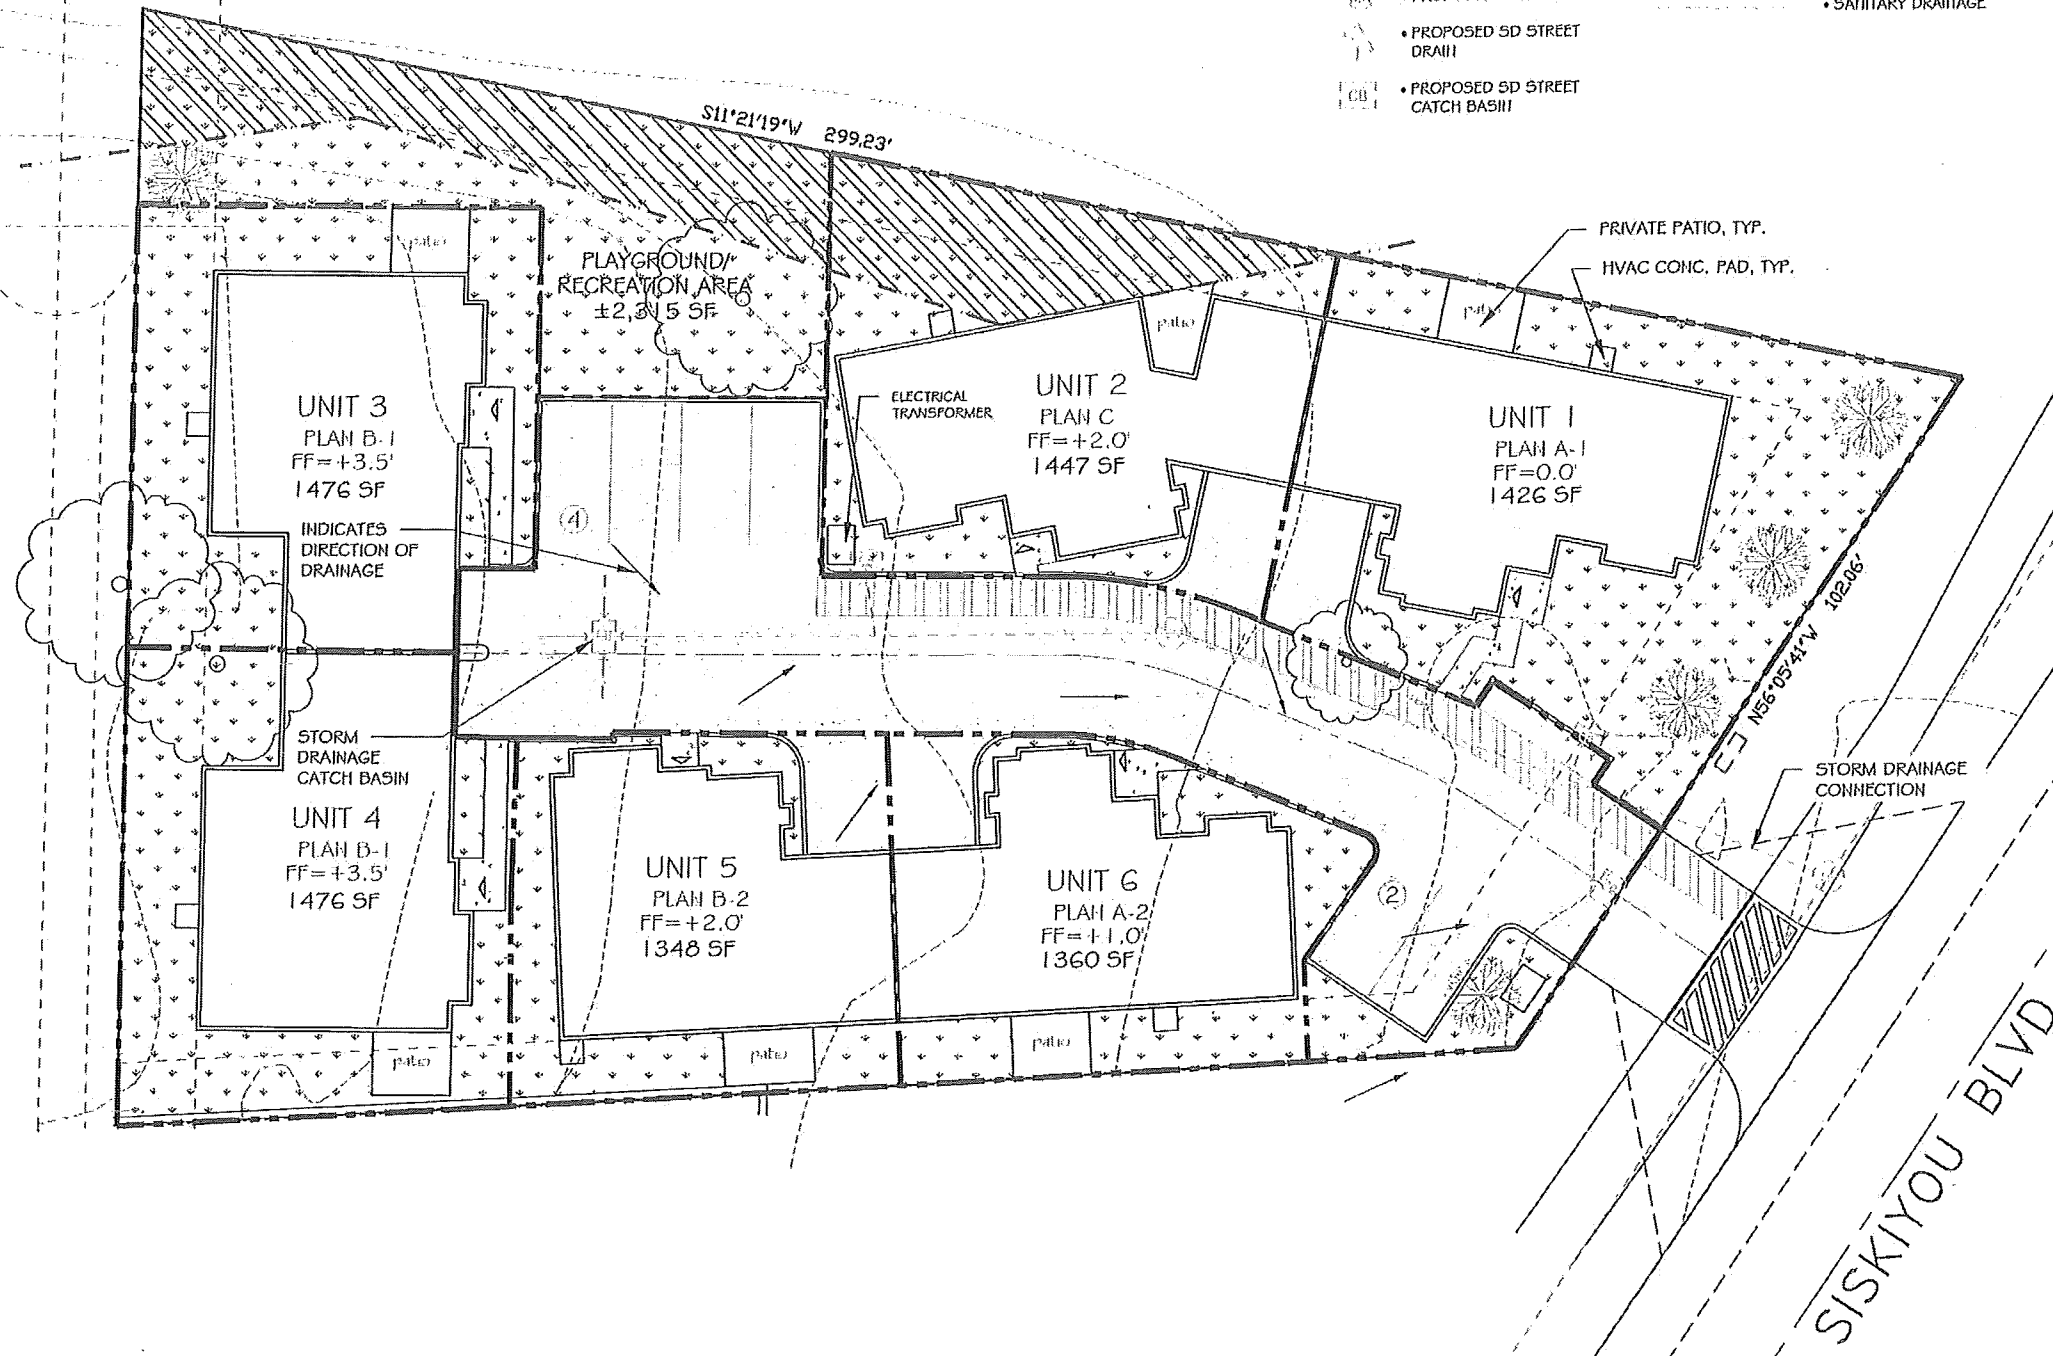 • SANITARY DRAINAGE
• PROPOSED SD STREET
DRAIN
CB
• PROPOSED SD STREET
CATCH BASIN
S11°21'19"W 299.23'
PRIVATE PATIO, TYP.
HVAC CONC. PAD, TYP.
patio
PLAYGROUND/
RECREATION AREA
±2,315 SF
patio
patio
UNIT 3
PLAN B-1
FF=+3.5'
1476 SF
ELECTRICAL
TRANSFORMER
UNIT 2
PLAN C
FF=+2.0'
1447 SF
UNIT 1
PLAN A-1
FF=0.0'
1426 SF
INDICATES
DIRECTION OF
DRAINAGE
4
N56°05'41"W 102.06'
STORM
DRAINAGE
CATCH BASIN
STORM DRAINAGE
CONNECTION
UNIT 4
PLAN B-1
FF=+3.5'
1476 SF
UNIT 5
PLAN B-2
FF=+2.0'
1348 SF
UNIT 6
PLAN A-2
FF=+1.0'
1360 SF
2
patio
patio
patio
SISKIYOU BLVD